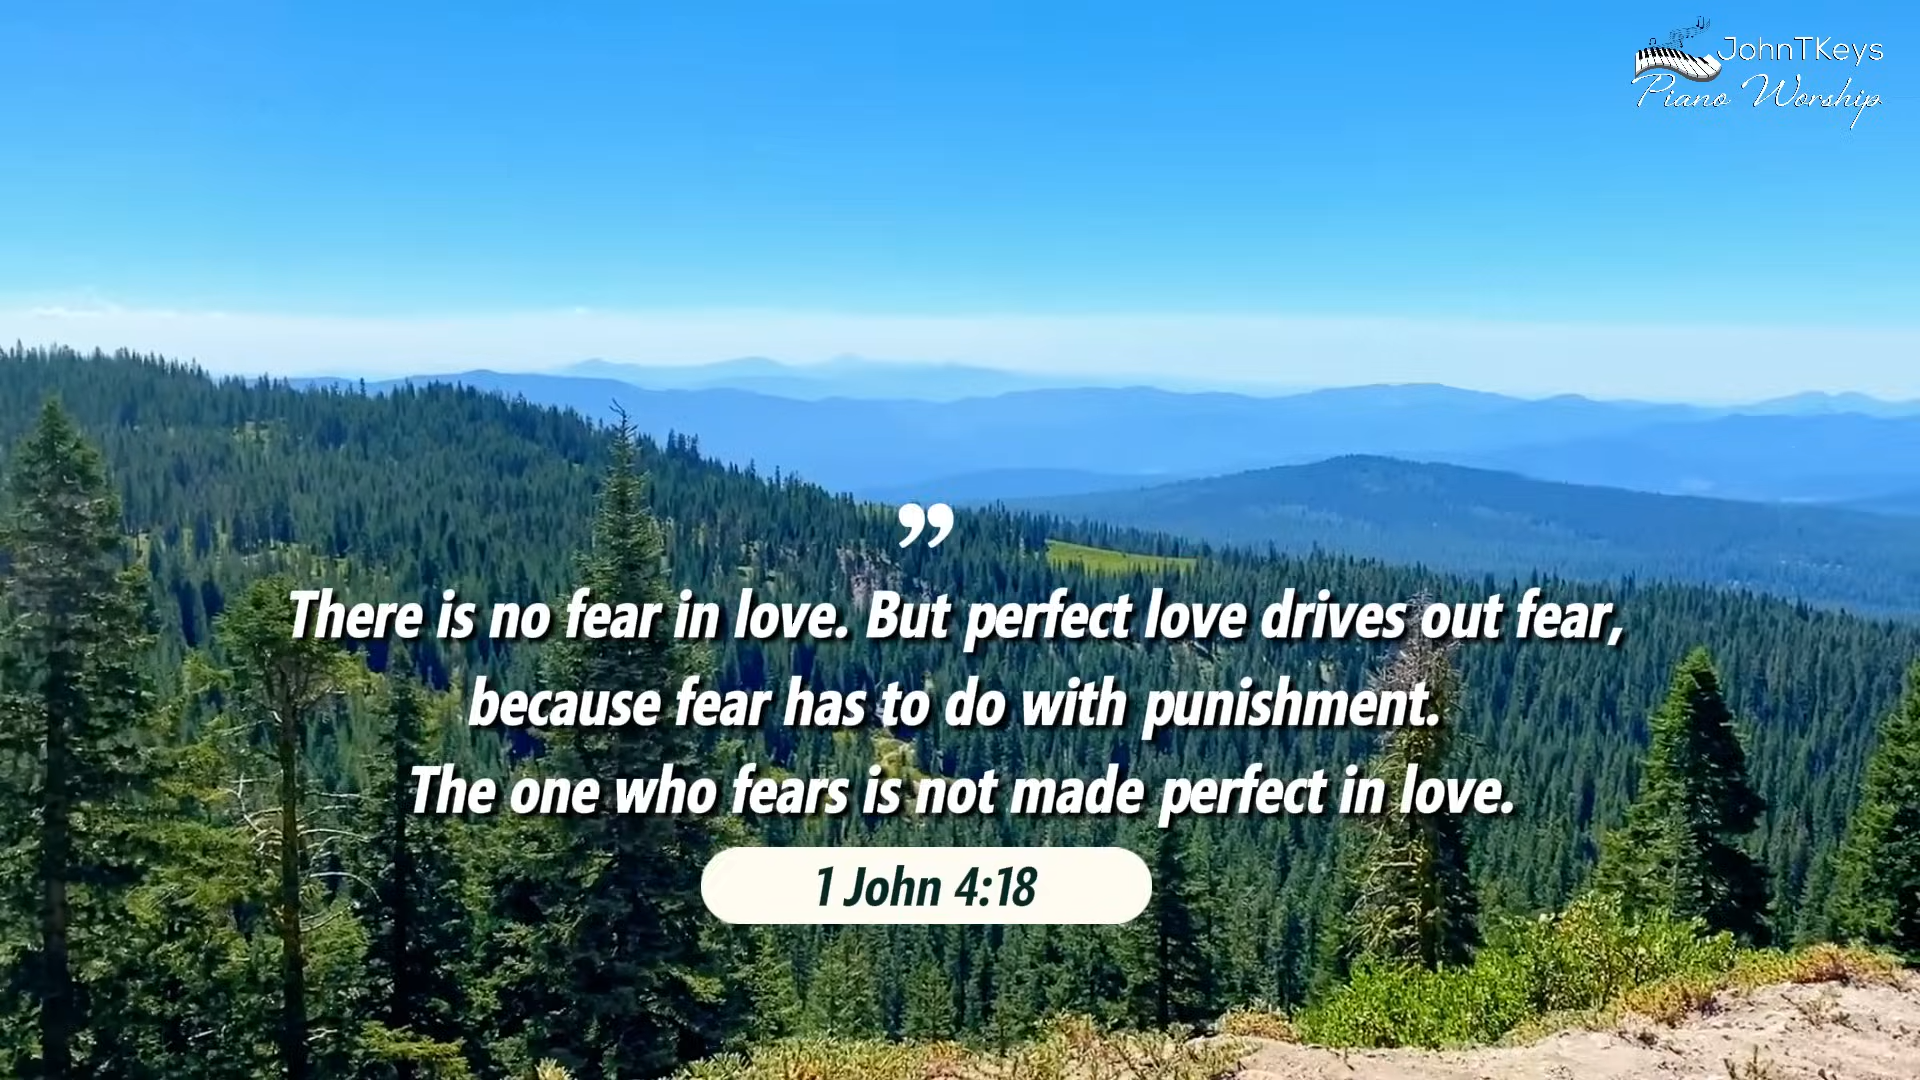 JohnTKeys
Piano Worship
”
There is no fear in love. But perfect love drives out fear,
because fear has to do with punishment.
The one who fears is not made perfect in love.
1 John 4:18